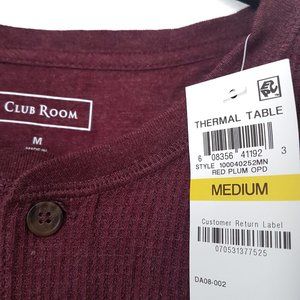 CLUB ROOM
M
THERMAL TABLE
6 08356 41192 3
STYLE 100040252MN
RED PLUM OPD
MEDIUM
Customer Return Label
070531377525
DA08-002